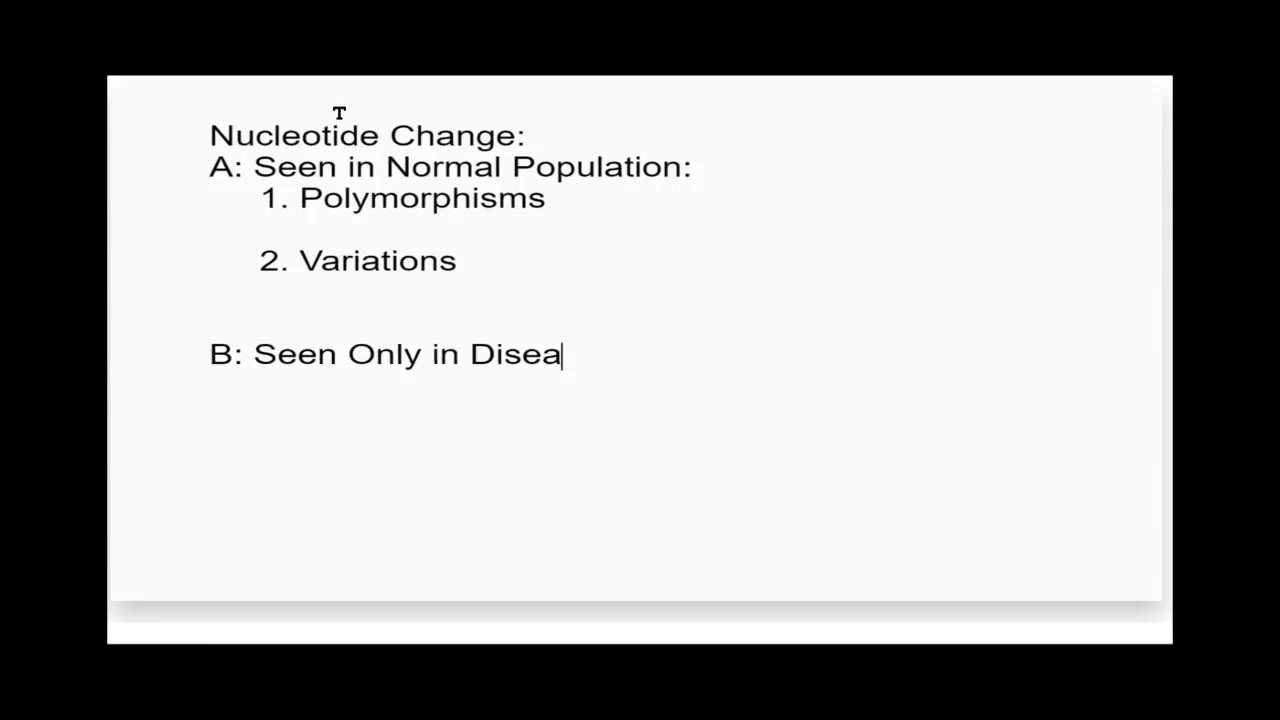 Nucleotide Change:
A: Seen in Normal Population:
1. Polymorphisms
2. Variations
B: Seen Only in Disea